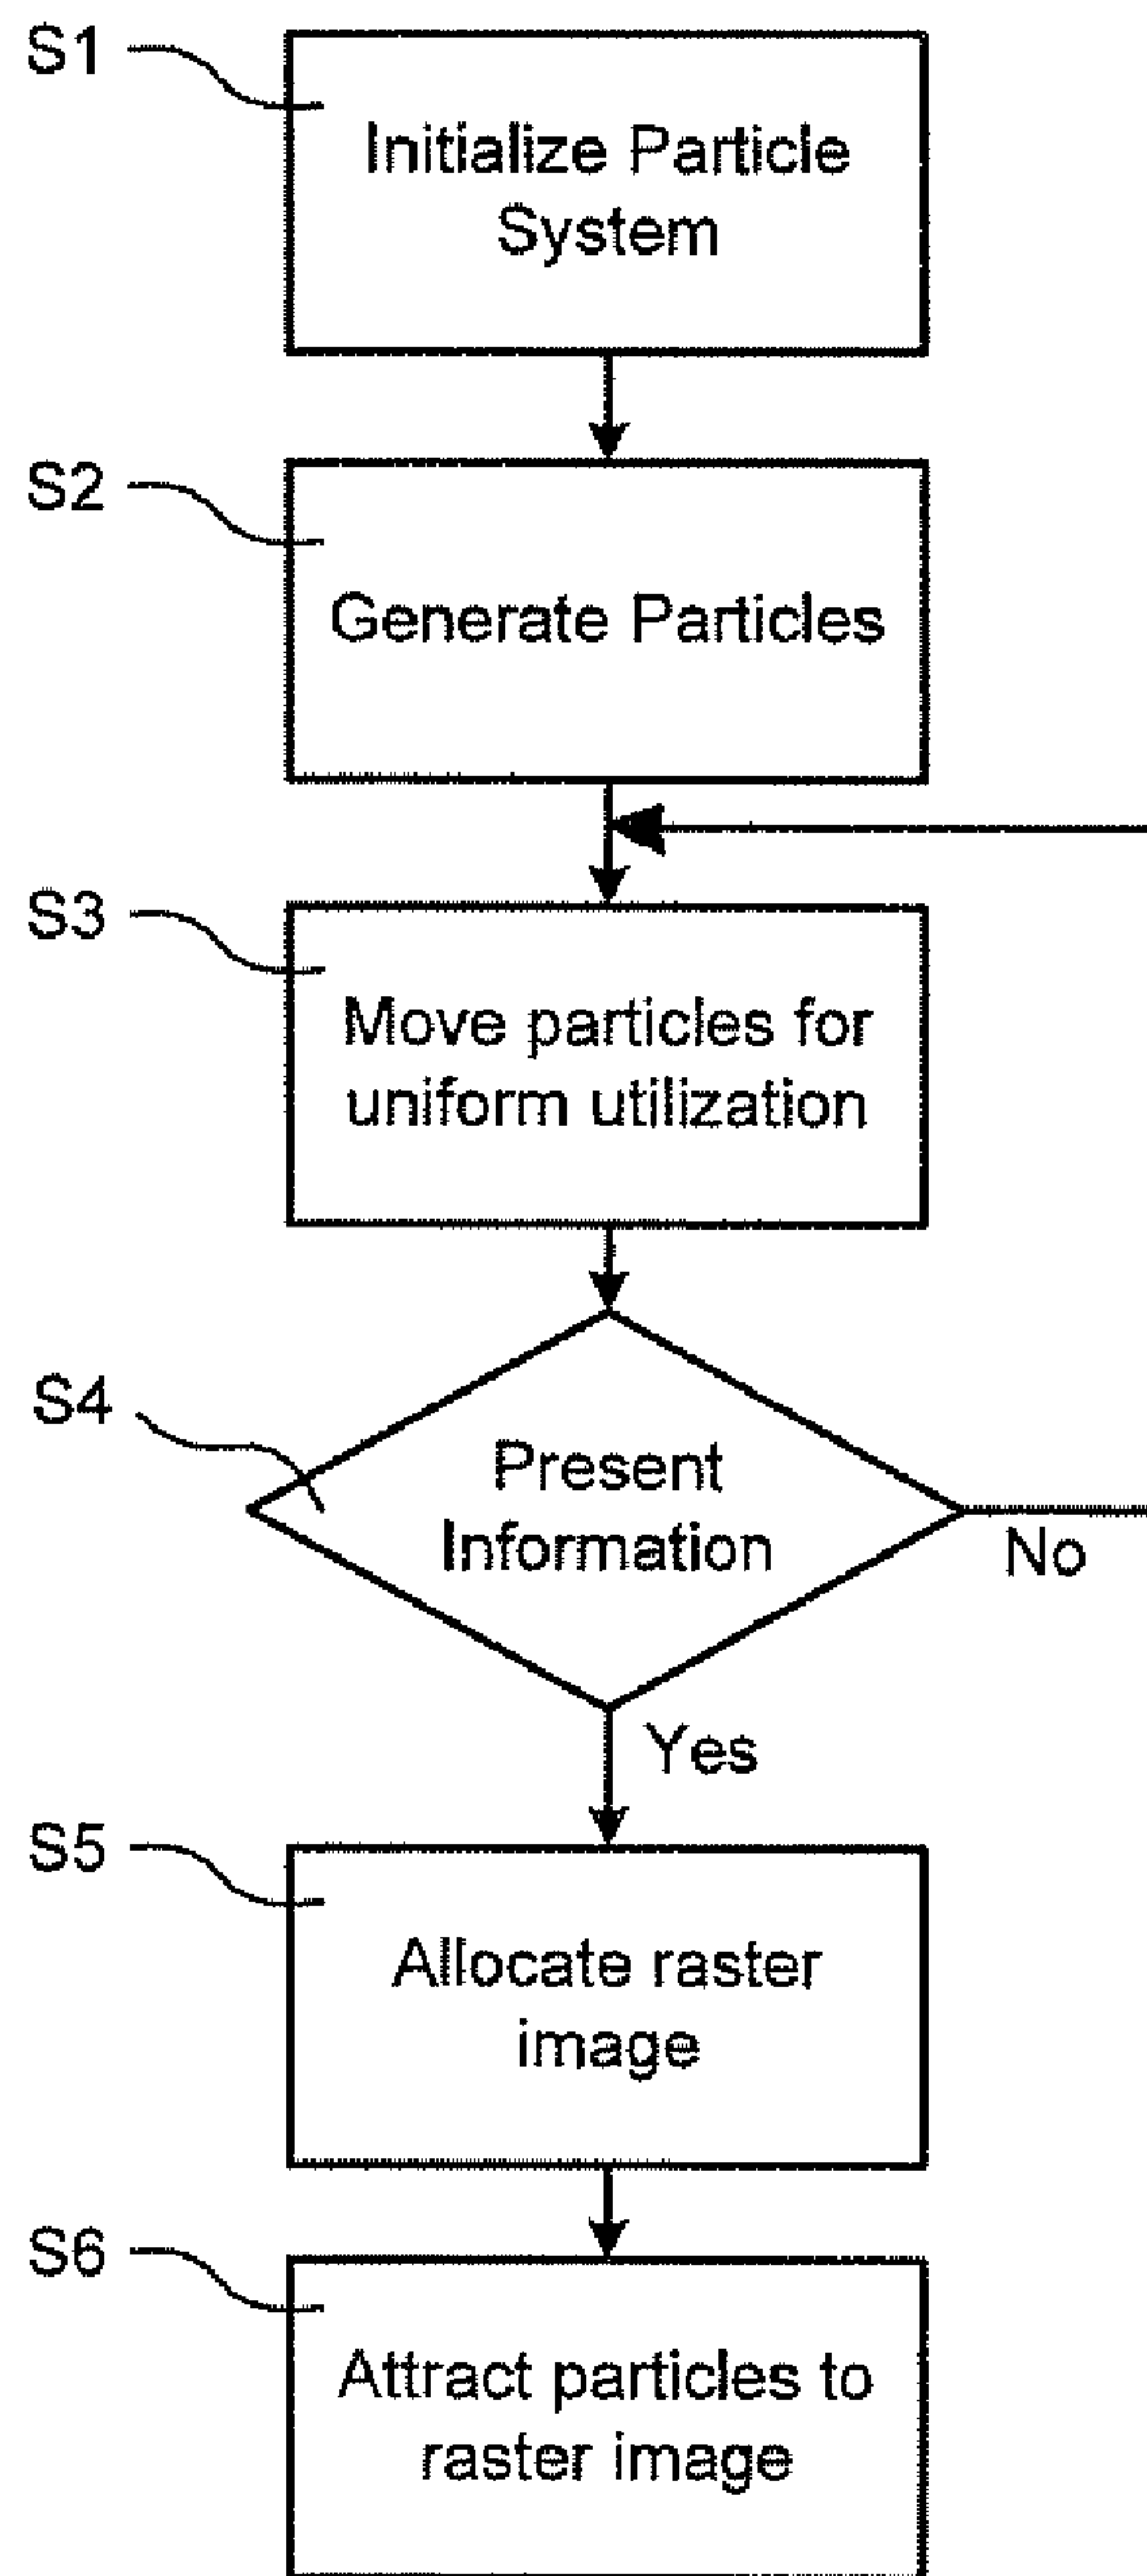 S1
Initialize Particle
System
S2
Generate Particles
S3
Move particles for
uniform utilization
S4
Present
Information
No
Yes
S5
Allocate raster
image
S6
Attract particles to
raster image